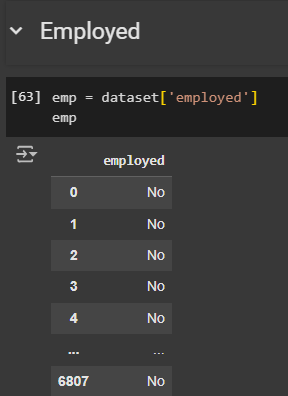 Employed
[63] emp = dataset['employed']
emp
employed
0 No
1 No
2 No
3 No
4 No
... ...
6807 No